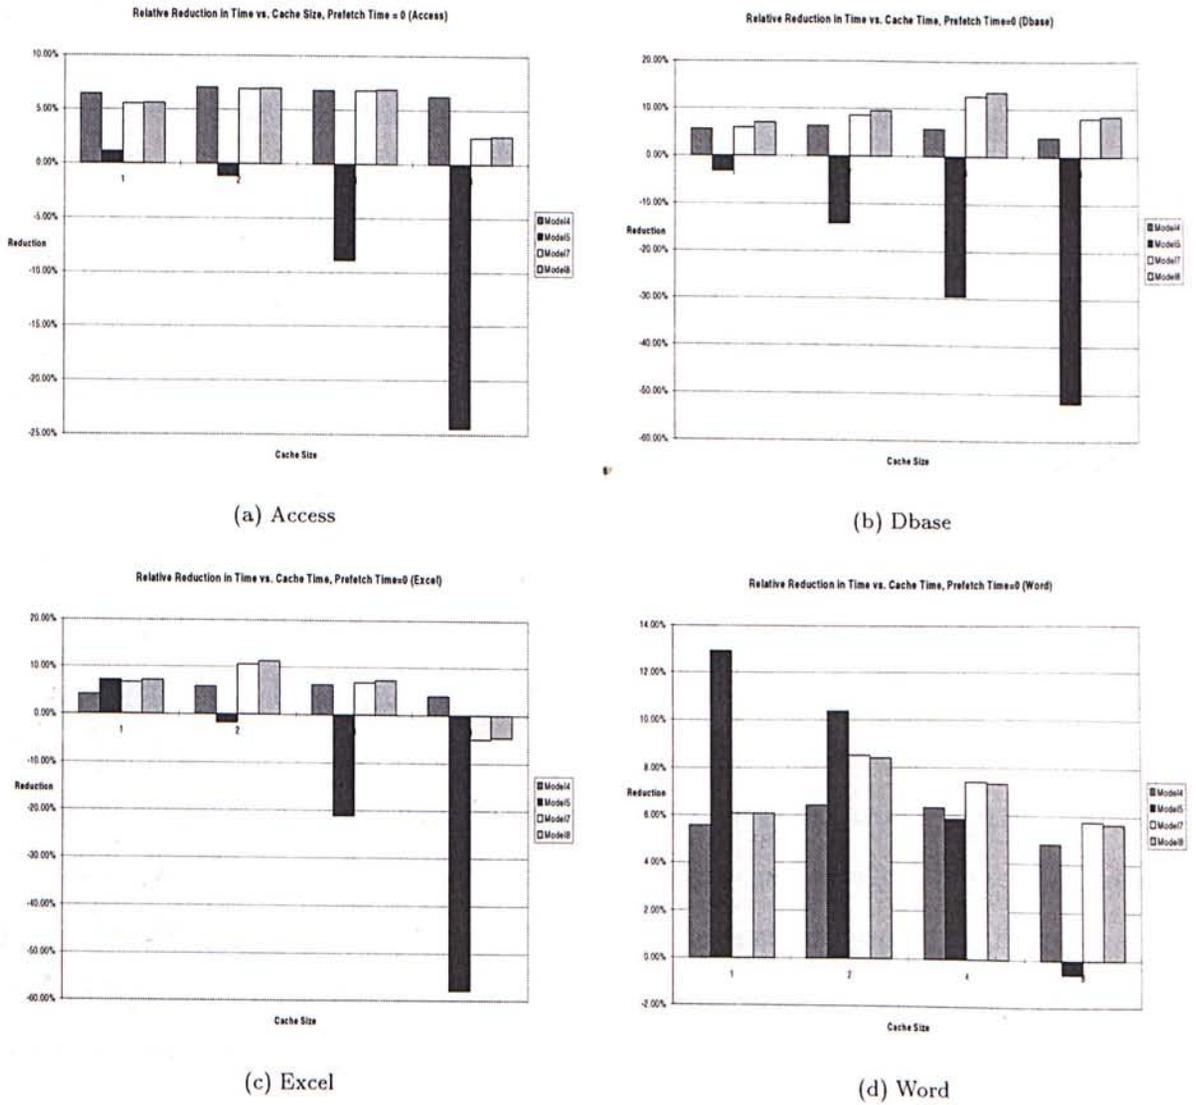 Relative Reduction in Time vs. Cache Size, Prefetch Time = 0 (Access)
10.00%
5.00%
0.00%
1
2
-5.00%
Reduction
-10.00%
-15.00%
-20.00%
-25.00%
Model4
Model5
Model7
Model8
Cache Size
(a) Access
Relative Reduction in Time vs. Cache Time, Prefetch Time=0 (Dbase)
20.00%
10.00%
0.00%
-10.00%
Reduction
-20.00%
-30.00%
-40.00%
-50.00%
-60.00%
Model4
Model5
Model7
Model8
Cache Size
(b) Dbase
Relative Reduction in Time vs. Cache Time, Prefetch Time=0 (Excel)
20.00%
10.00%
0.00%
1
2
-10.00%
Reduction
-20.00%
-30.00%
-40.00%
-50.00%
-60.00%
Model4
Model5
Model7
Model8
Cache Size
(c) Excel
Relative Reduction in Time vs. Cache Time, Prefetch Time=0 (Word)
14.00%
12.00%
10.00%
8.00%
Reduction
6.00%
4.00%
2.00%
0.00%
1
2
4
-2.00%
Model4
Model5
Model7
Model8
Cache Size
(d) Word